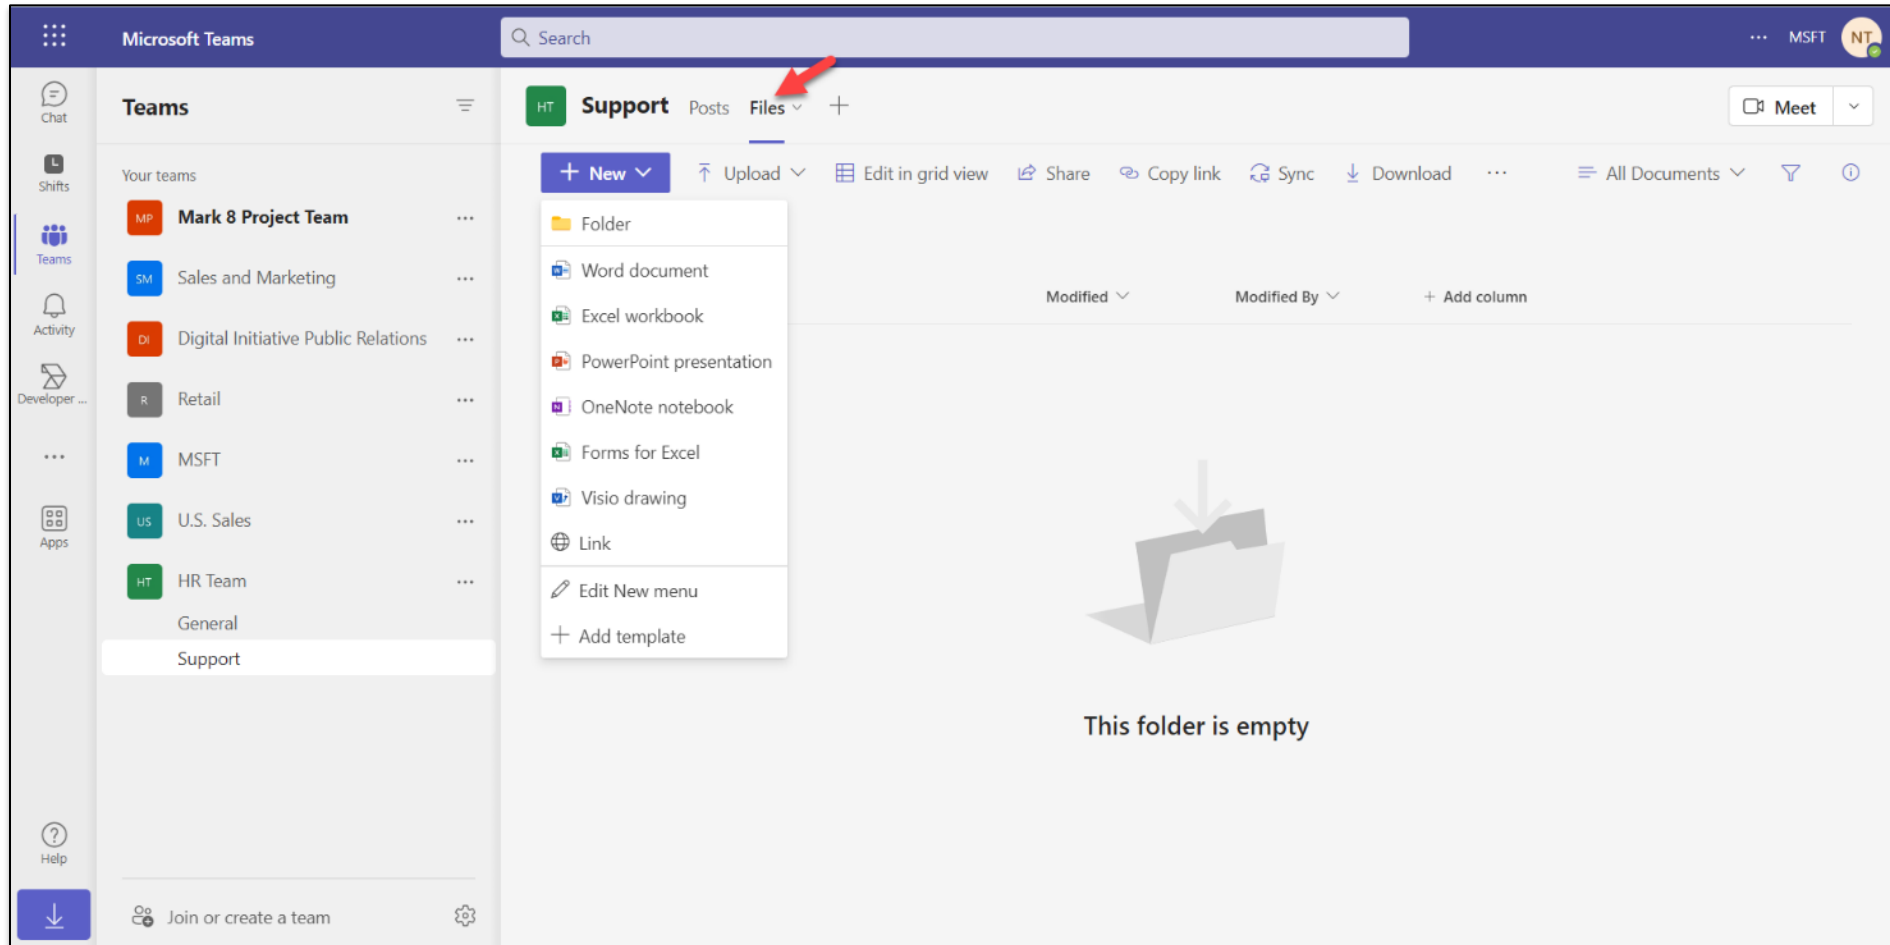 Microsoft Teams
Search
MSFT
NT
Chat
Shifts
Teams
Activity
Developer ...
Apps
Help
Teams
Your teams
MP Mark 8 Project Team
SM Sales and Marketing
DI Digital Initiative Public Relations
R Retail
M MSFT
US U.S. Sales
HT HR Team
General
Support
Join or create a team
HT Support Posts Files
Meet
New Upload Edit in grid view Share Copy link Sync Download All Documents
Folder
Word document
Excel workbook
PowerPoint presentation
OneNote notebook
Forms for Excel
Visio drawing
Link
Edit New menu
Add template
Modified Modified By + Add column
This folder is empty